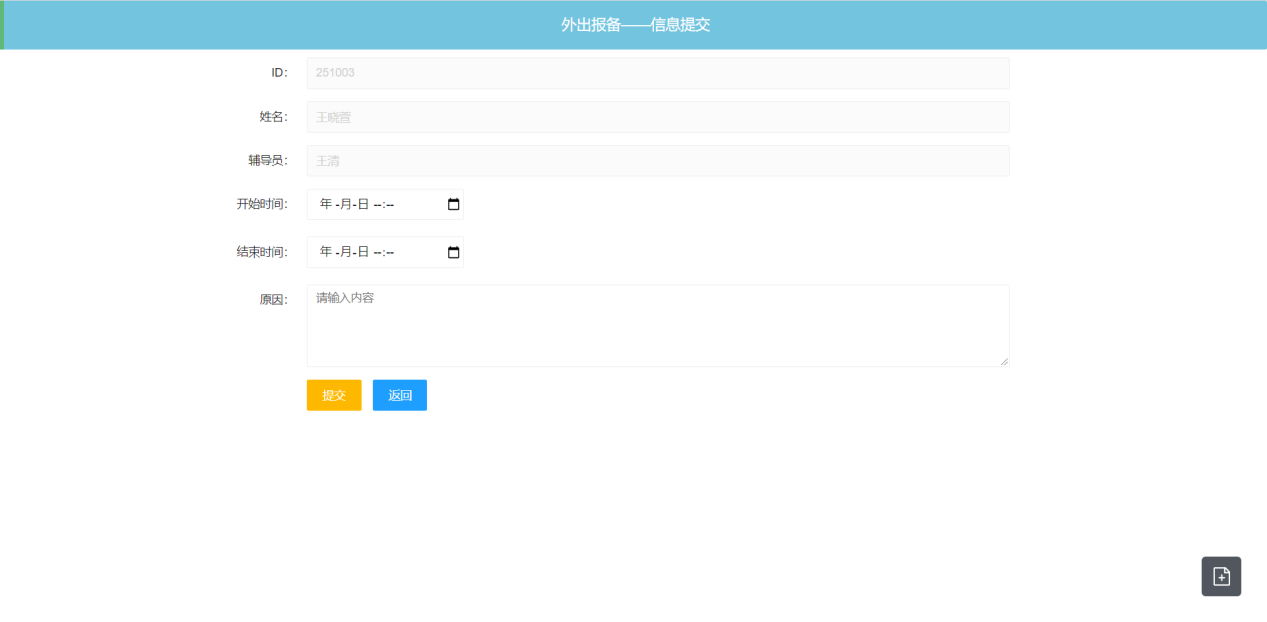 外出报备——信息提交
ID： 251003
姓名： 王晓萱
辅导员： 王清
开始时间： 年-月-日 --:--
结束时间： 年-月-日 --:--
原因： 请输入内容
提交 返回